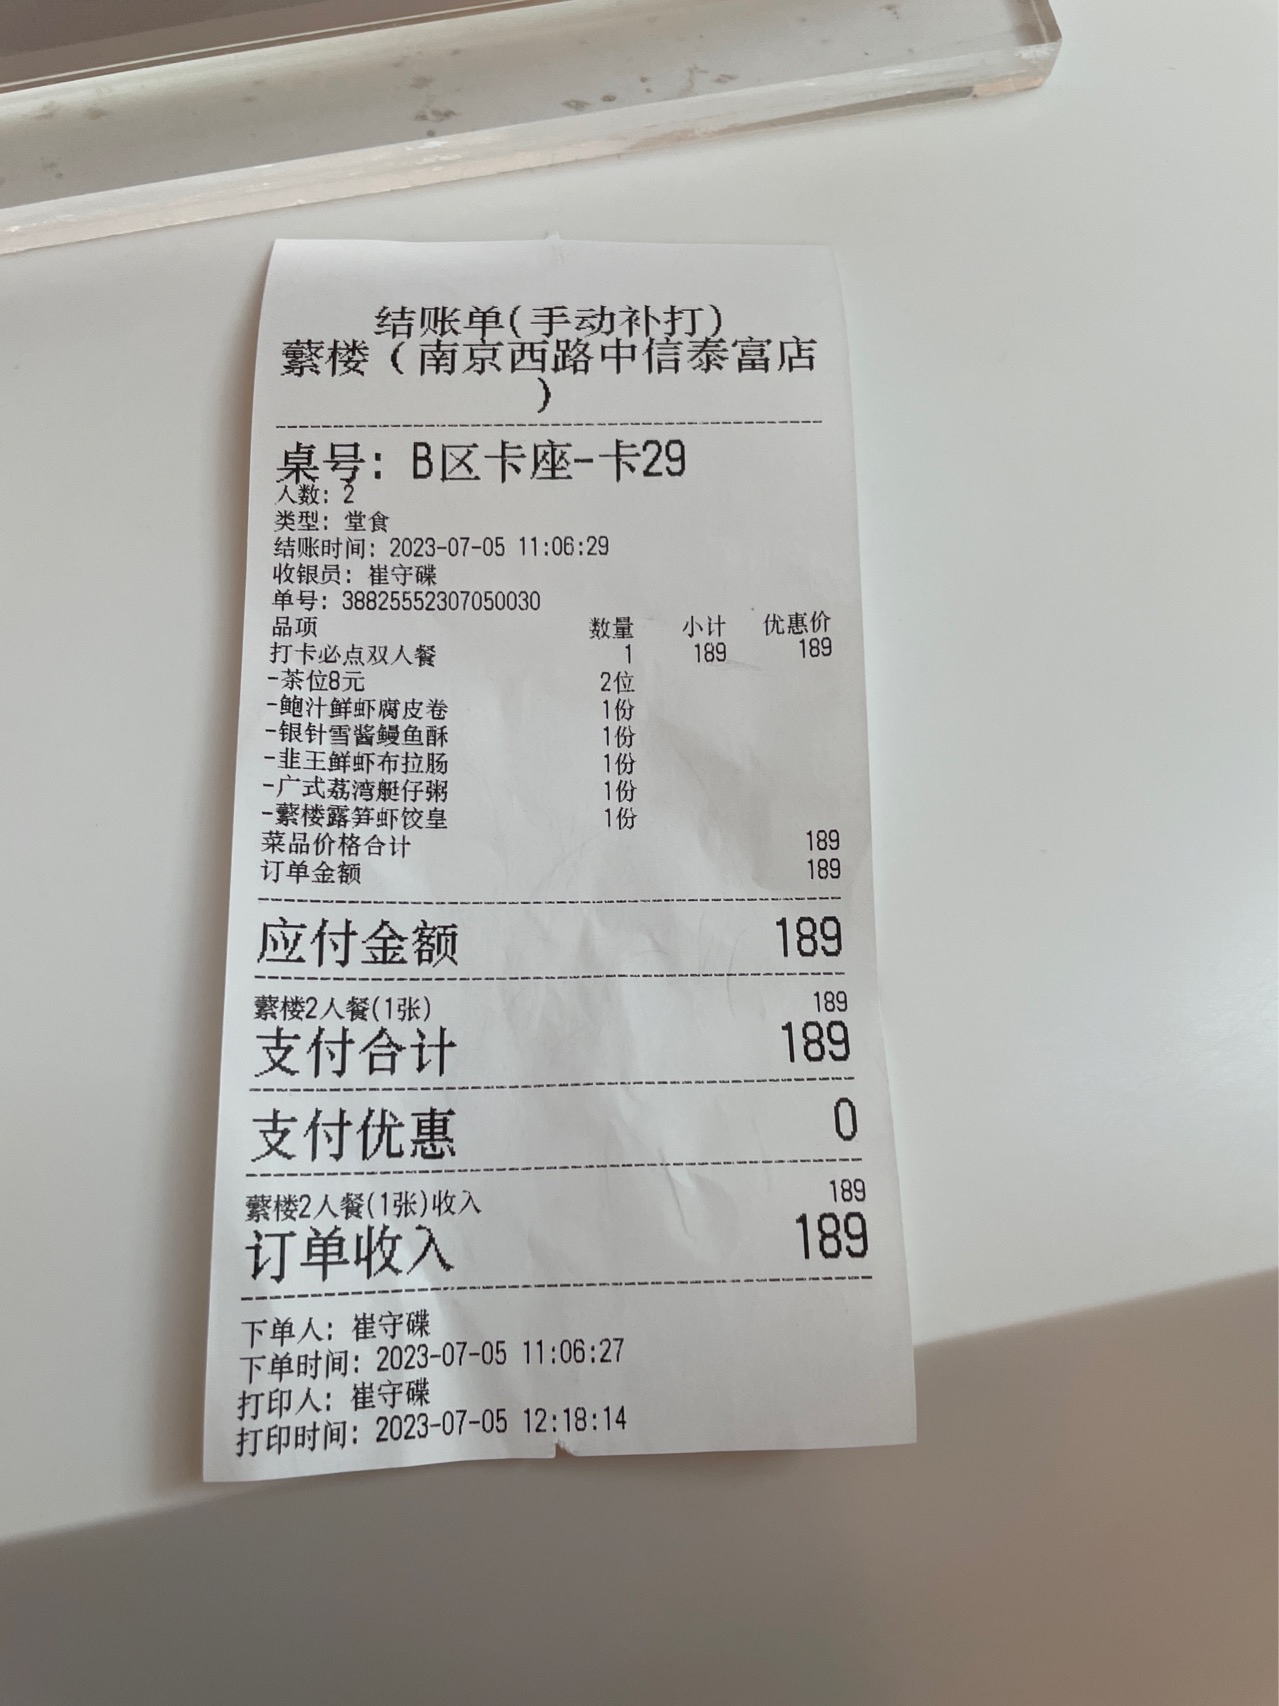 结账单(手动补打)
蘩楼（南京西路中信泰富店
）
桌号: B区卡座-卡29
人数: 2
类型: 堂食
结账时间: 2023-07-05 11:06:29
收银员: 崔守碟
单号: 38825552307050030
品项 数量 小计 优惠价
打卡必点双人餐 1 189 189
-茶位8元 2位
-鲍汁鲜虾腐皮卷 1份
-银针雪酱鳗鱼酥 1份
-韭王鲜虾布拉肠 1份
-广式荔湾艇仔粥 1份
-蘩楼露笋虾饺皇 1份
菜品价格合计 189
订单金额 189
应付金额 189
蘩楼2人餐(1张) 189
支付合计 189
支付优惠 0
蘩楼2人餐(1张)收入 189
订单收入 189
下单人: 崔守碟
下单时间: 2023-07-05 11:06:27
打印人: 崔守碟
打印时间: 2023-07-05 12:18:14